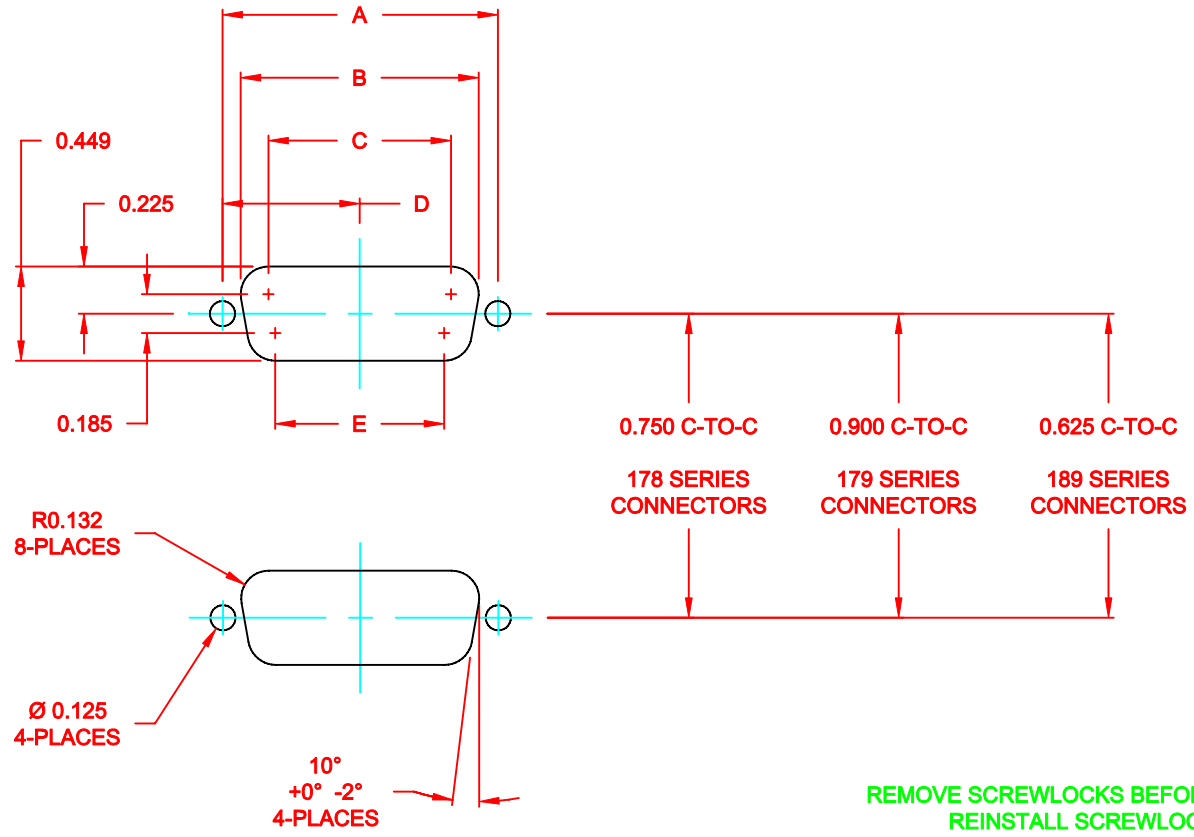 A
B
0.449
C
0.225
D
0.185
E
0.750 C-TO-C
0.900 C-TO-C
0.625 C-TO-C
178 SERIES
CONNECTORS
179 SERIES
CONNECTORS
189 SERIES
CONNECTORS
R0.132
8-PLACES
Ø 0.125
4-PLACES
10°
+0° -2°
4-PLACES
REMOVE SCREWLOCKS
REINSTALL